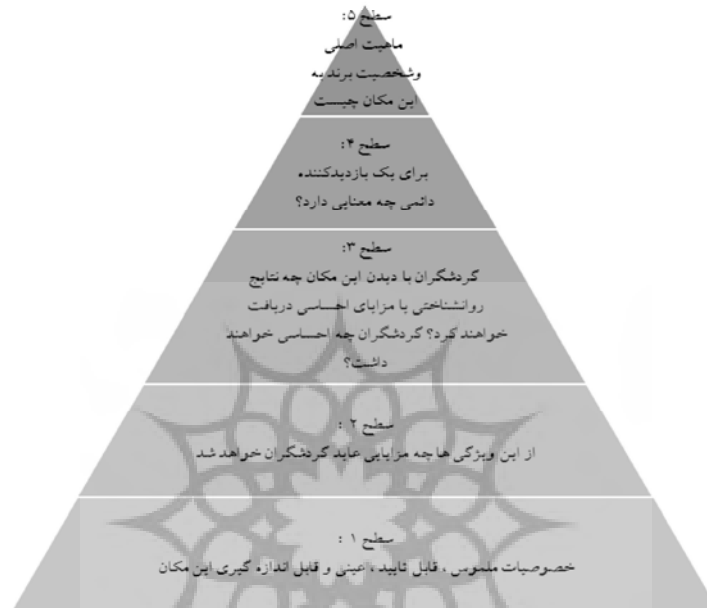 سطح ۵:
ماهیت اصلی
وشخصیت برند به
این مکان چیست
سطح ۴:
برای یک بازدیدکننده
دائمی چه معنایی دارد؟
سطح ۳:
گردشگران با دیدن این مکان چه نتایج
روانشناختی یا مزایای احساسی دریافت
خواهند کرد؟ گردشگران چه احساسی خواهند
داشت؟
سطح ۲ :
از این ویژگی ها چه مزایایی عاید گردشگران خواهد شد
سطح ۱ :
خصوصیات ملموس ، قابل تایید ، عینی و قابل اندازه گیری این مکان